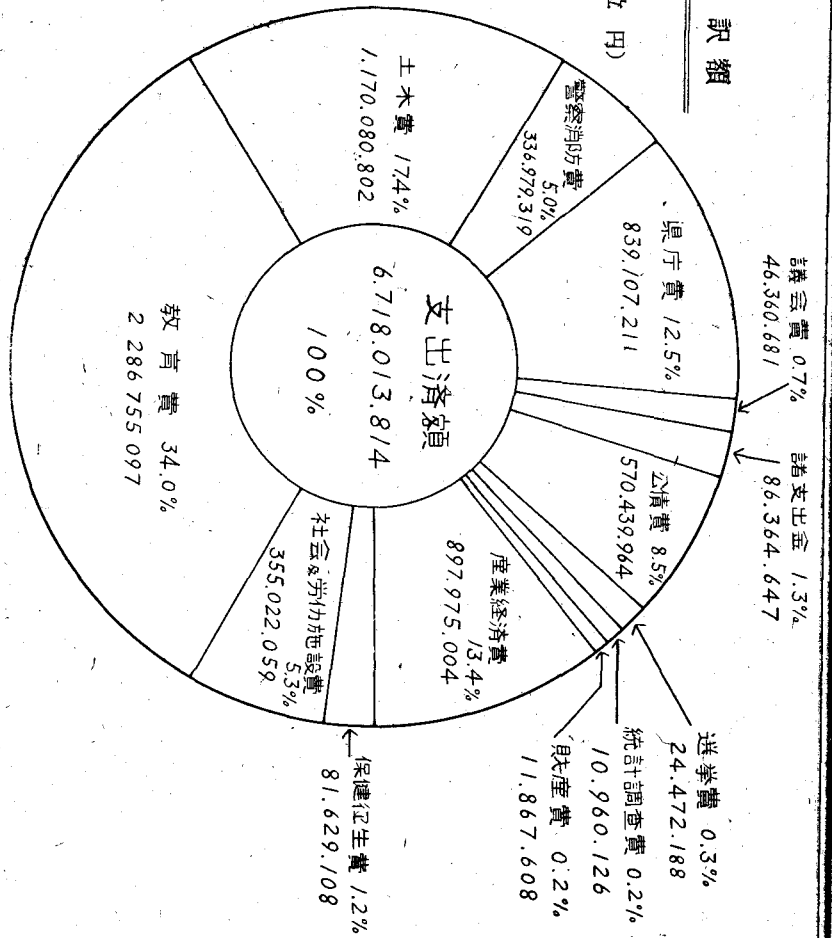 訳額
円)
議会費 0.7%
46.360.681
諸支出金 1.3%
86.364.647
県庁費 12.5%
839.107.211
警察消防費
5.0%
336.979.319
土木費 17.4%
1.170.080.802
支出済額
6.718.013.814
100%
公債費 8.5%
570.439.964
選挙費 0.3%
24.472.188
統計調査費 0.2%
10.960.126
財産費 0.2%
11.867.608
産業経済費
13.4%
897.975.004
保健衛生費 1.2%
81.629.108
社会及労仂施設費
5.3%
355.022.059
教育費 34.0%
2 286 755 097